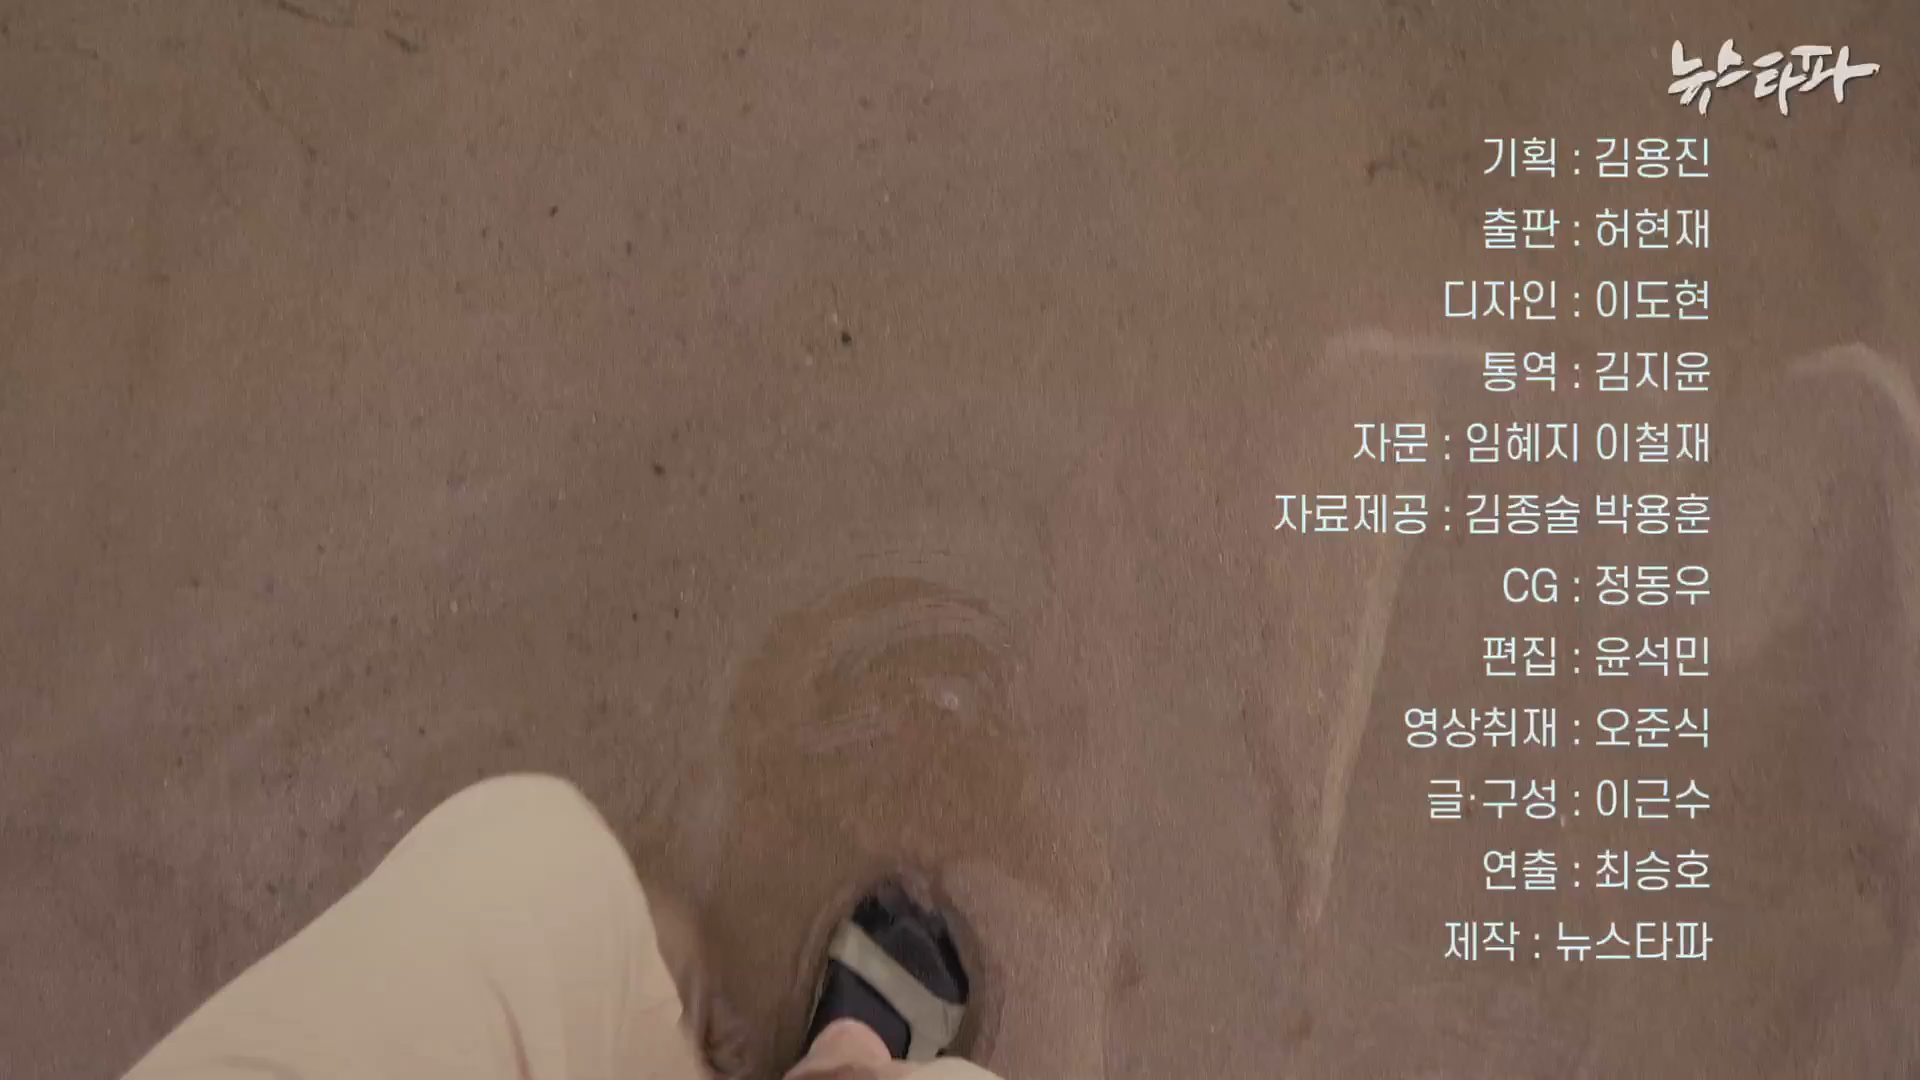 뉴스타파
기획 : 김용진
출판 : 허현재
디자인 : 이도현
통역 : 김지윤
자문 : 임혜지 이철재
자료제공 : 김종술 박용훈
CG : 정동우
편집 : 윤석민
영상취재 : 오준식
글·구성 : 이근수
연출 : 최승호
제작 : 뉴스타파